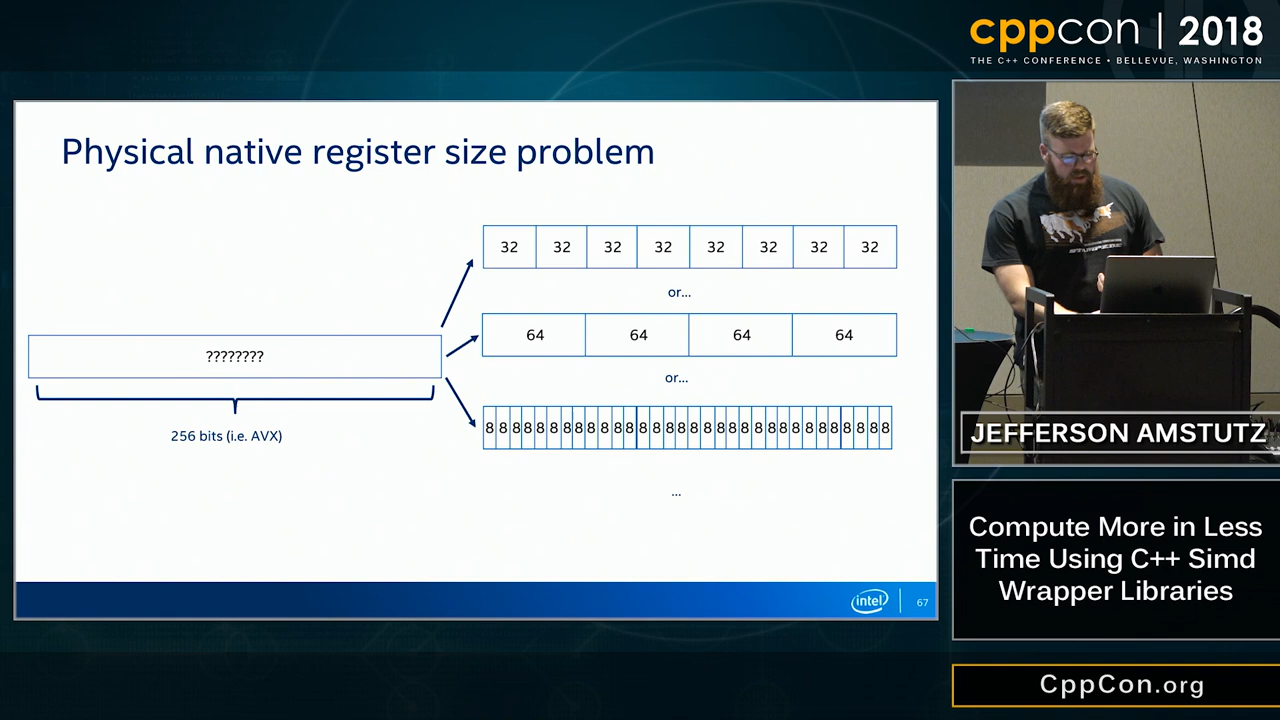 cppcon | 2018
THE C++ CONFERENCE • BELLEVUE, WASHINGTON
Physical native register size problem
32 32 32 32 32 32 32 32
or...
64 64 64 64
????????
or...
8 8 8 8 8 8 8 8 8 8 8 8 8 8 8 8 8 8 8 8 8 8 8 8 8 8 8 8 8 8 8 8
256 bits (i.e. AVX)
...
intel
67
JEFFERSON AMSTUTZ
Compute More in Less
Time Using C++ Simd
Wrapper Libraries
CppCon.org